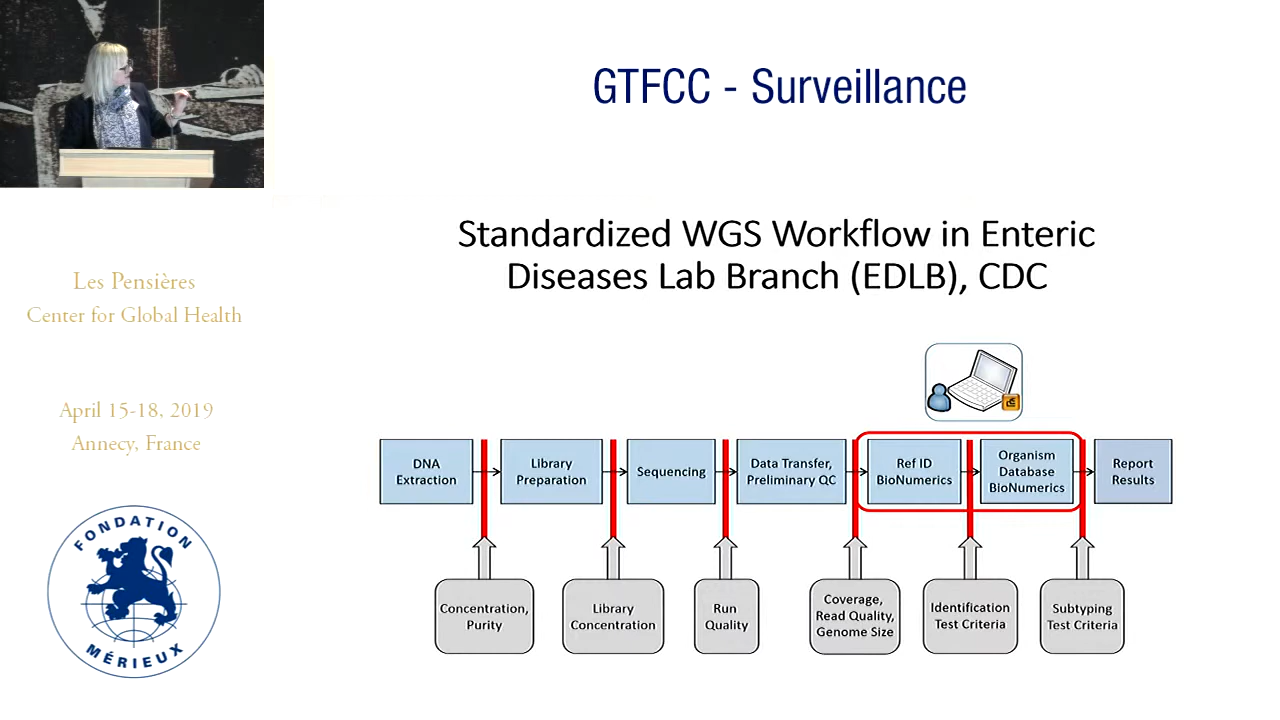 GTFCC - Surveillance
Les Pensières
Center for Global Health
April 15-18, 2019
Annecy, France
FONDATION
MÉRIEUX
Standardized WGS Workflow in Enteric
Diseases Lab Branch (EDLB), CDC
DNA
Extraction
Library
Preparation
Sequencing
Data Transfer,
Preliminary QC
Ref ID
BioNumerics
Organism
Database
BioNumerics
Report
Results
Concentration,
Purity
Library
Concentration
Run
Quality
Coverage,
Read Quality,
Genome Size
Identification
Test Criteria
Subtyping
Test Criteria